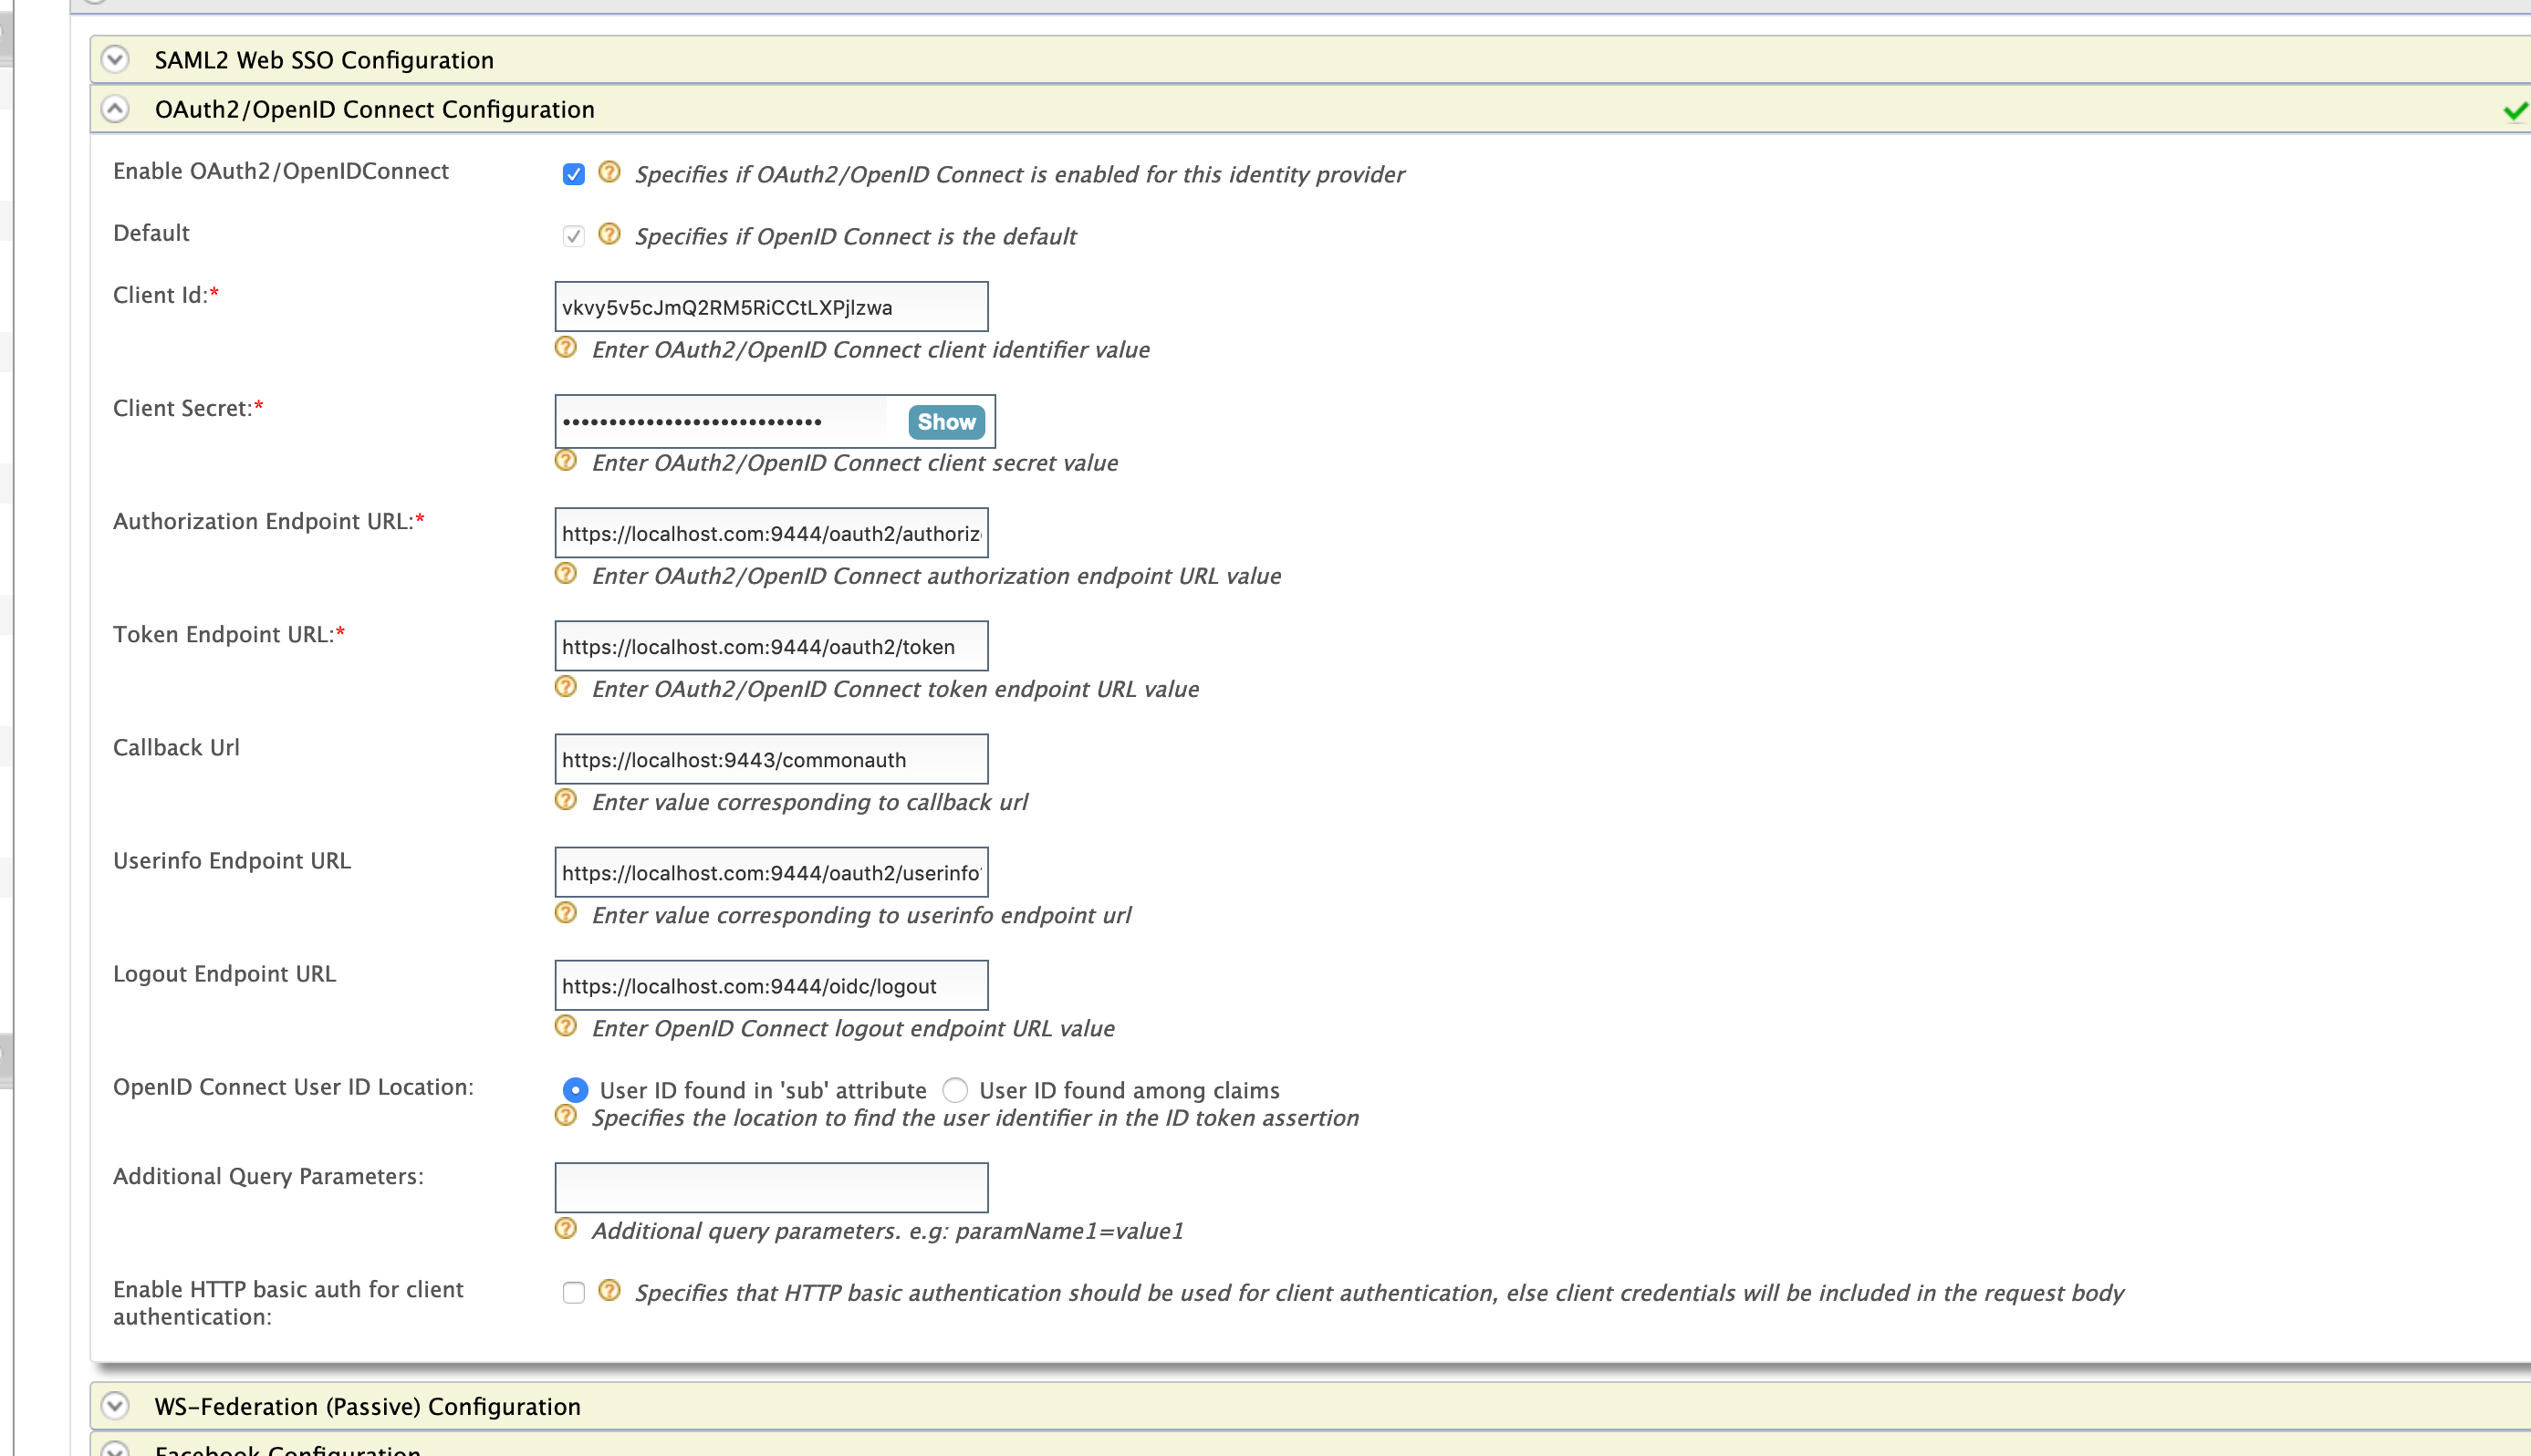 SAML2 Web SSO Configuration
OAuth2/OpenID Connect Configuration
Enable OAuth2/OpenIDConnect
Specifies if OAuth2/OpenID Connect is enabled for this identity provider
Default
Specifies if OpenID Connect is the default
Client Id:*
vkvy5v5cJmQ2RM5RiCCtLXPjlzwa
Enter OAuth2/OpenID Connect client identifier value
Client Secret:*
Show
Enter OAuth2/OpenID Connect client secret value
Authorization Endpoint URL:*
https://localhost.com:9444/oauth2/authoriz
Enter OAuth2/OpenID Connect authorization endpoint URL value
Token Endpoint URL:*
https://localhost.com:9444/oauth2/token
Enter OAuth2/OpenID Connect token endpoint URL value
Callback Url
https://localhost:9443/commonauth
Enter value corresponding to callback url
Userinfo Endpoint URL
https://localhost.com:9444/oauth2/userinfo
Enter value corresponding to userinfo endpoint url
Logout Endpoint URL
https://localhost.com:9444/oidc/logout
Enter OpenID Connect logout endpoint URL value
OpenID Connect User ID Location:
User ID found in 'sub' attribute User ID found among claims
Specifies the location to find the user identifier in the ID token assertion
Additional Query Parameters:
Additional query parameters. e.g: paramName1=value1
Enable HTTP basic auth for client
authentication:
Specifies that HTTP basic authentication should be used for client authentication, else client credentials will be included in the request body
WS-Federation (Passive) Configuration
Facebook Configuration